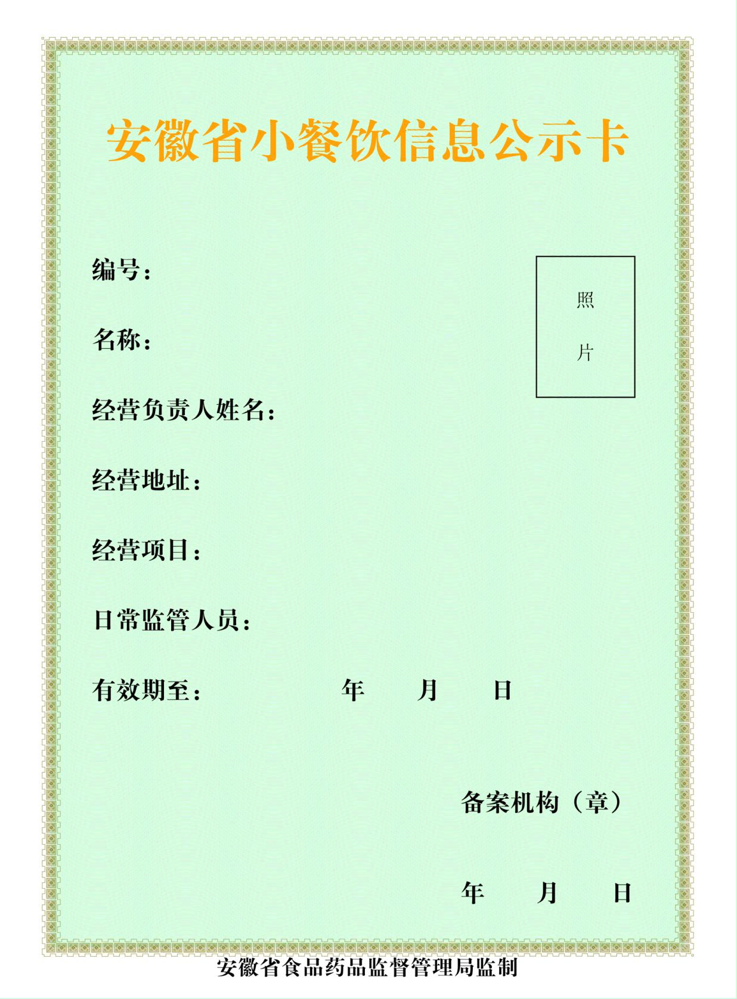 安徽省小餐饮信息公示卡
编号：
照
名称：
片
经营负责人姓名：
经营地址：
经营项目：
日常监管人员：
有效期至： 年 月 日
备案机构（章）
年 月 日
安徽省食品药品监督管理局监制